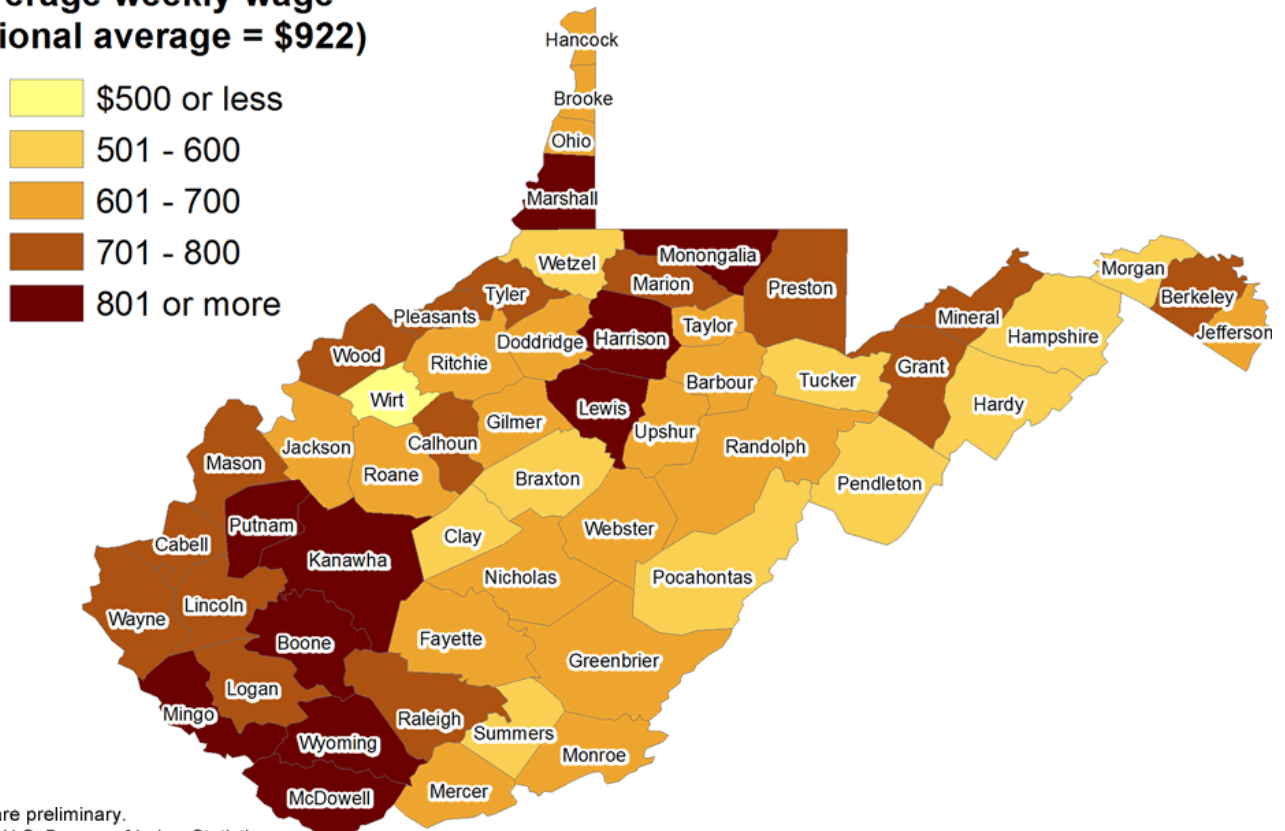 ional average = $922)
$500 or less
501 - 600
601 - 700
701 - 800
801 or more
Hancock
Brooke
Ohio
Marshall
Wetzel
Monongalia
Marion
Preston
Morgan
Berkeley
Jefferson
Tyler
Pleasants
Mineral
Hampshire
Doddridge
Harrison
Taylor
Wood
Ritchie
Grant
Barbour
Tucker
Wirt
Hardy
Lewis
Gilmer
Upshur
Calhoun
Jackson
Randolph
Mason
Roane
Braxton
Pendleton
Putnam
Webster
Clay
Cabell
Kanawha
Nicholas
Pocahontas
Lincoln
Wayne
Boone
Fayette
Greenbrier
Logan
Mingo
Raleigh
Summers
Wyoming
Monroe
Mercer
McDowell
are preliminary.